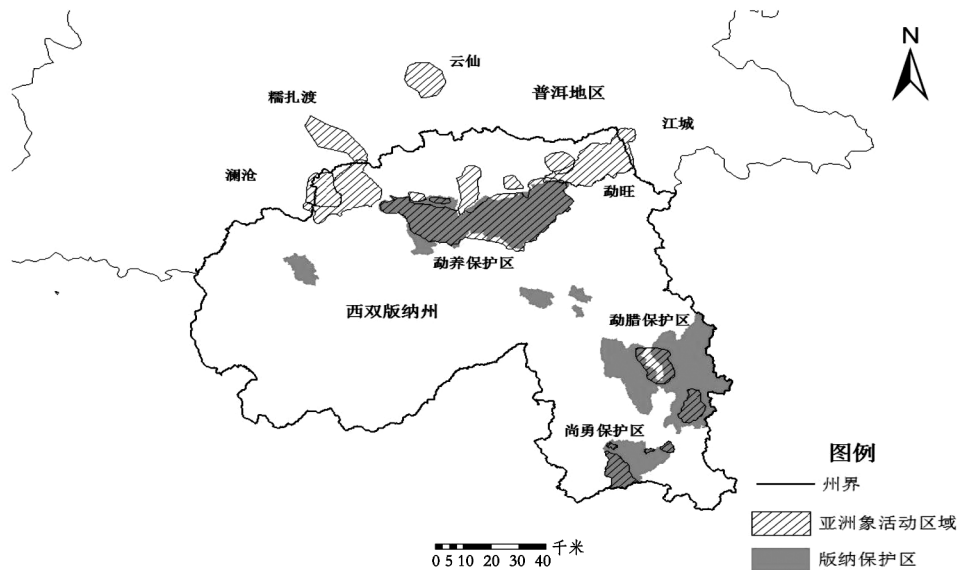 云仙
N
糯扎渡
普洱地区
江城
澜沧
勐旺
勐养保护区
西双版纳州
勐腊保护区
尚勇保护区
图例
州界
亚洲象活动区域
版纳保护区
千米
0 5 10 20 30 40